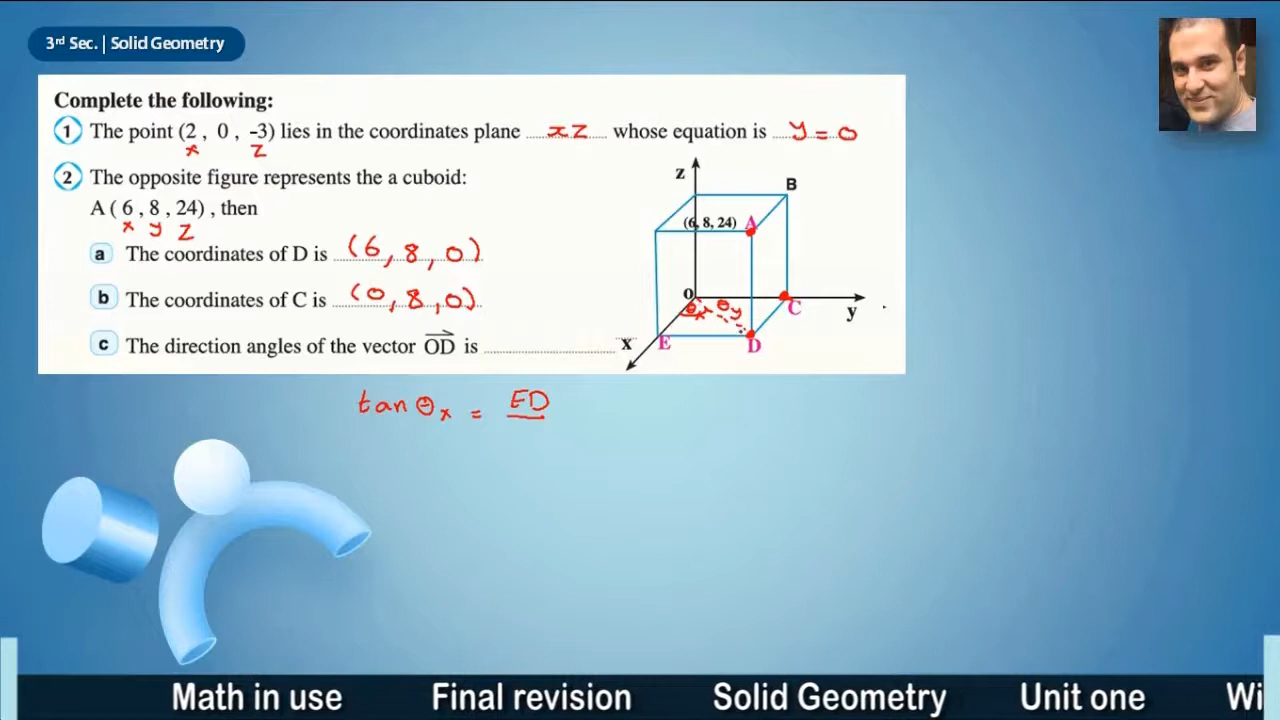 3rd Sec. | Solid Geometry
Complete the following:
1 The point (2 , 0 , -3) lies in the coordinates plane xz whose equation is y = 0
x z
2 The opposite figure represents the a cuboid:
A ( 6 , 8 , 24) , then
x y z
a The coordinates of D is (6, 8, 0)
b The coordinates of C is (0, 8, 0)
c The direction angles of the vector OD is
z
B
(6, 8, 24) A
O
θx θy
C
y
x E D
tan θx = ED
Math in use Final revision Solid Geometry Unit one Wi